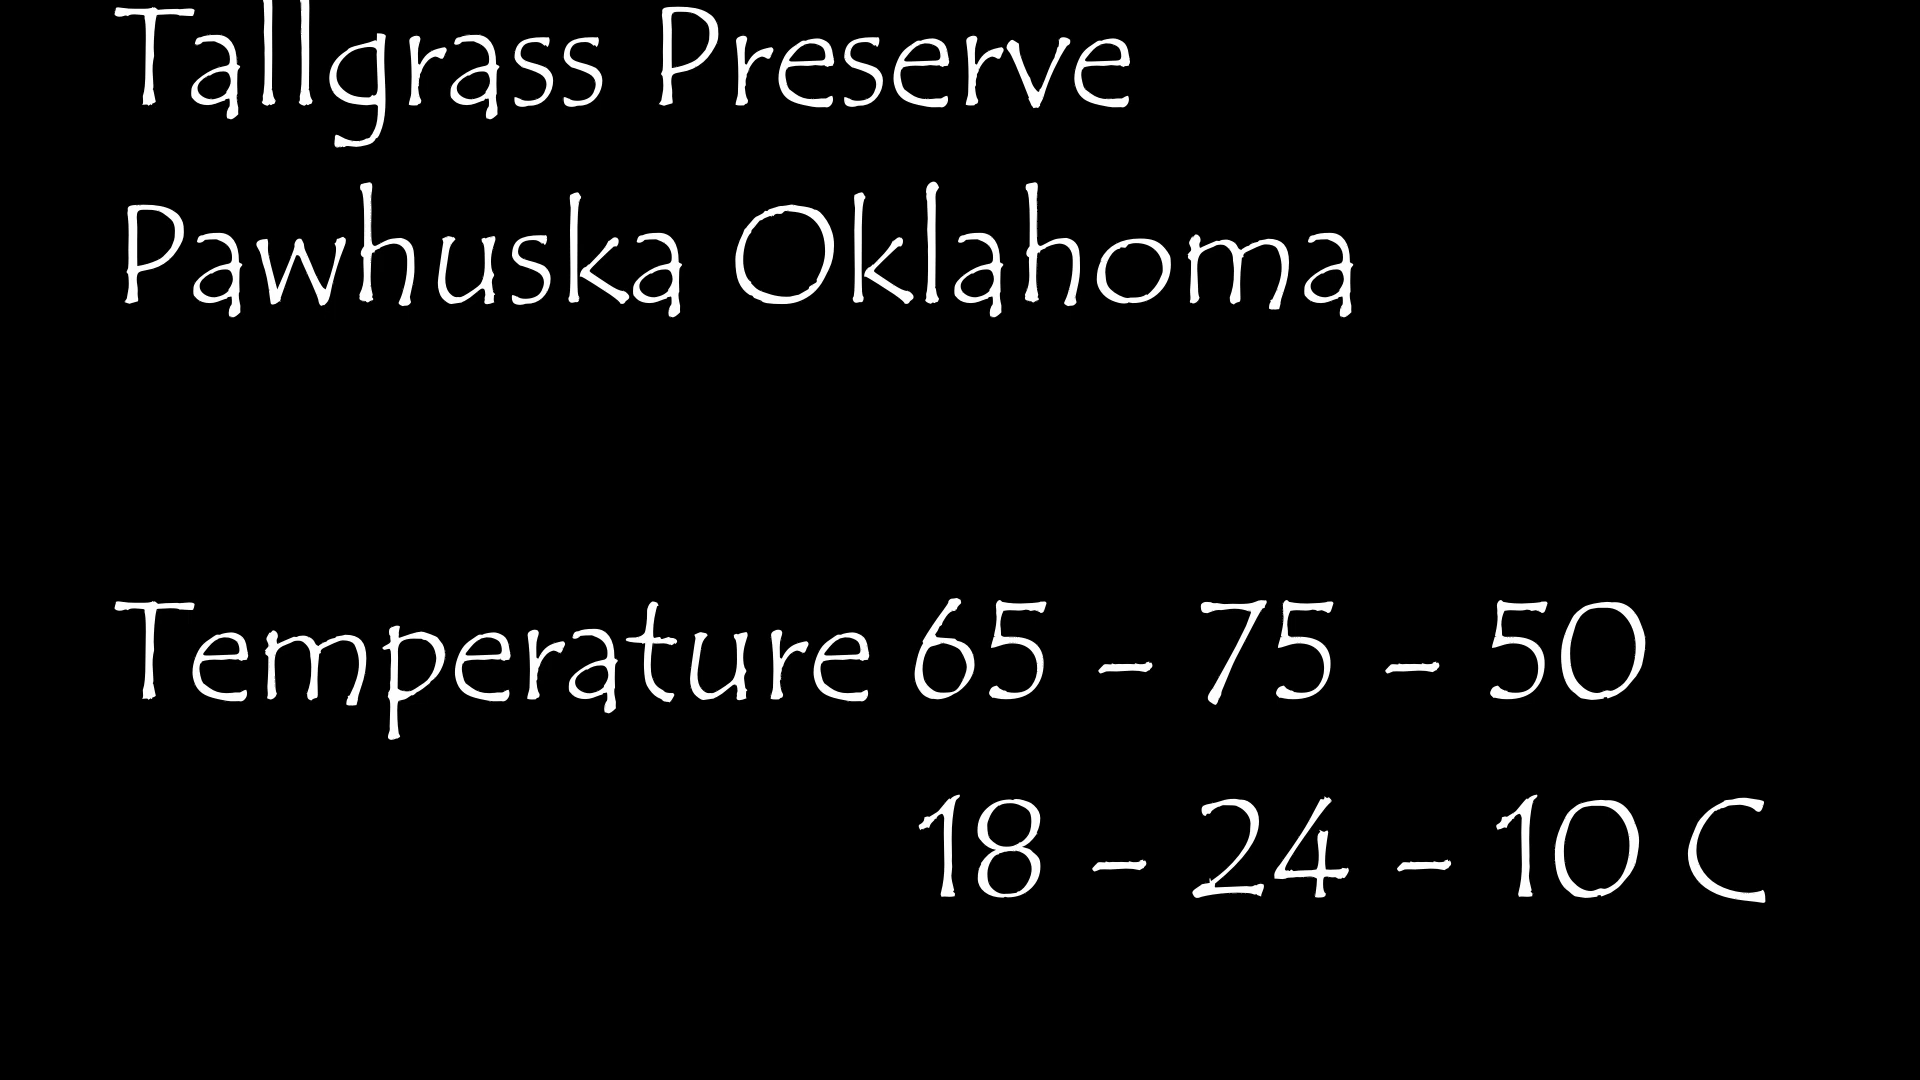 Tallgrass Preserve
Pawhuska Oklahoma
Temperature 65 - 75 - 50
18 - 24 - 10 C